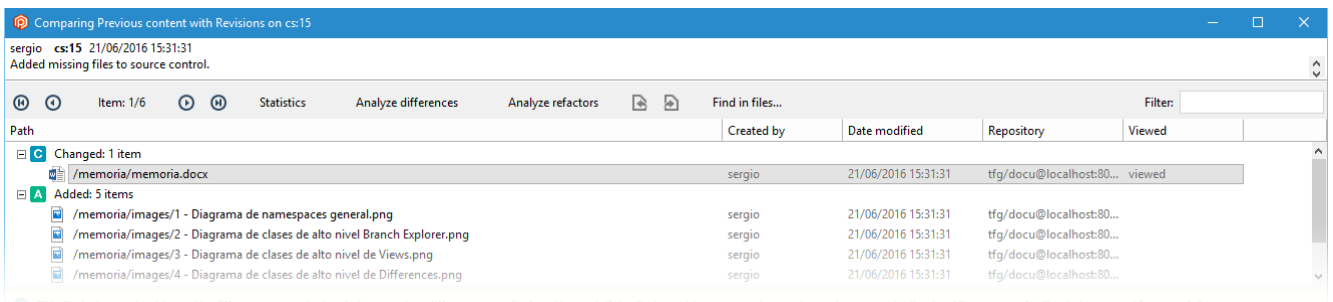 Comparing Previous content with Revisions on cs:15
sergio cs:15 21/06/2016 15:31:31
Added missing files to source control.
Item: 1/6 Statistics Analyze differences Analyze refactors Find in files... Filter:
Path Created by Date modified Repository Viewed
C Changed: 1 item
/memoria/memoria.docx sergio 21/06/2016 15:31:31 tfg/docu@localhost:80... viewed
A Added: 5 items
/memoria/images/1 - Diagrama de namespaces general.png sergio 21/06/2016 15:31:31 tfg/docu@localhost:80...
/memoria/images/2 - Diagrama de clases de alto nivel Branch Explorer.png sergio 21/06/2016 15:31:31 tfg/docu@localhost:80...
/memoria/images/3 - Diagrama de clases de alto nivel de Views.png sergio 21/06/2016 15:31:31 tfg/docu@localhost:80...
/memoria/images/4 - Diagrama de clases de alto nivel de Differences.png sergio 21/06/2016 15:31:31 tfg/docu@localhost:80...